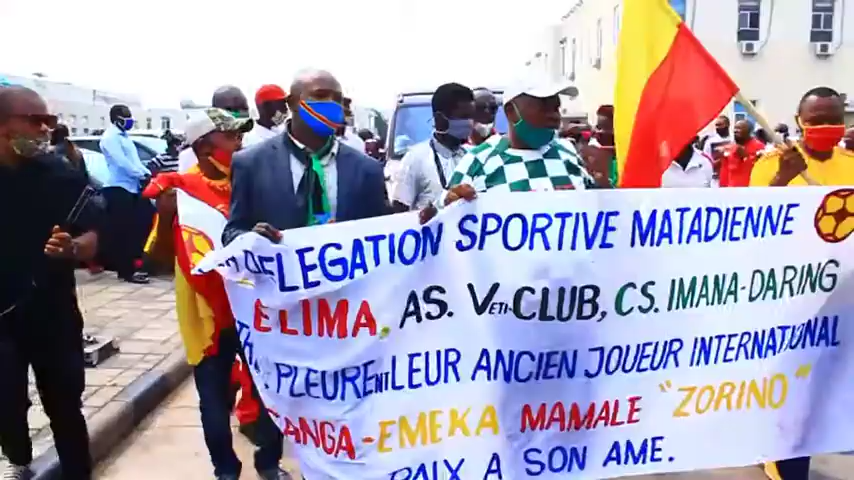 DELEGATION SPORTIVE MATADIENNE
ELIMA, AS. VETI-CLUB, CS. IMANA-DARING
PLEURENT LEUR ANCIEN JOUEUR INTERNATIONAL
-EMEKA MAMALE "ZORINO"
PAIX A SON AME.